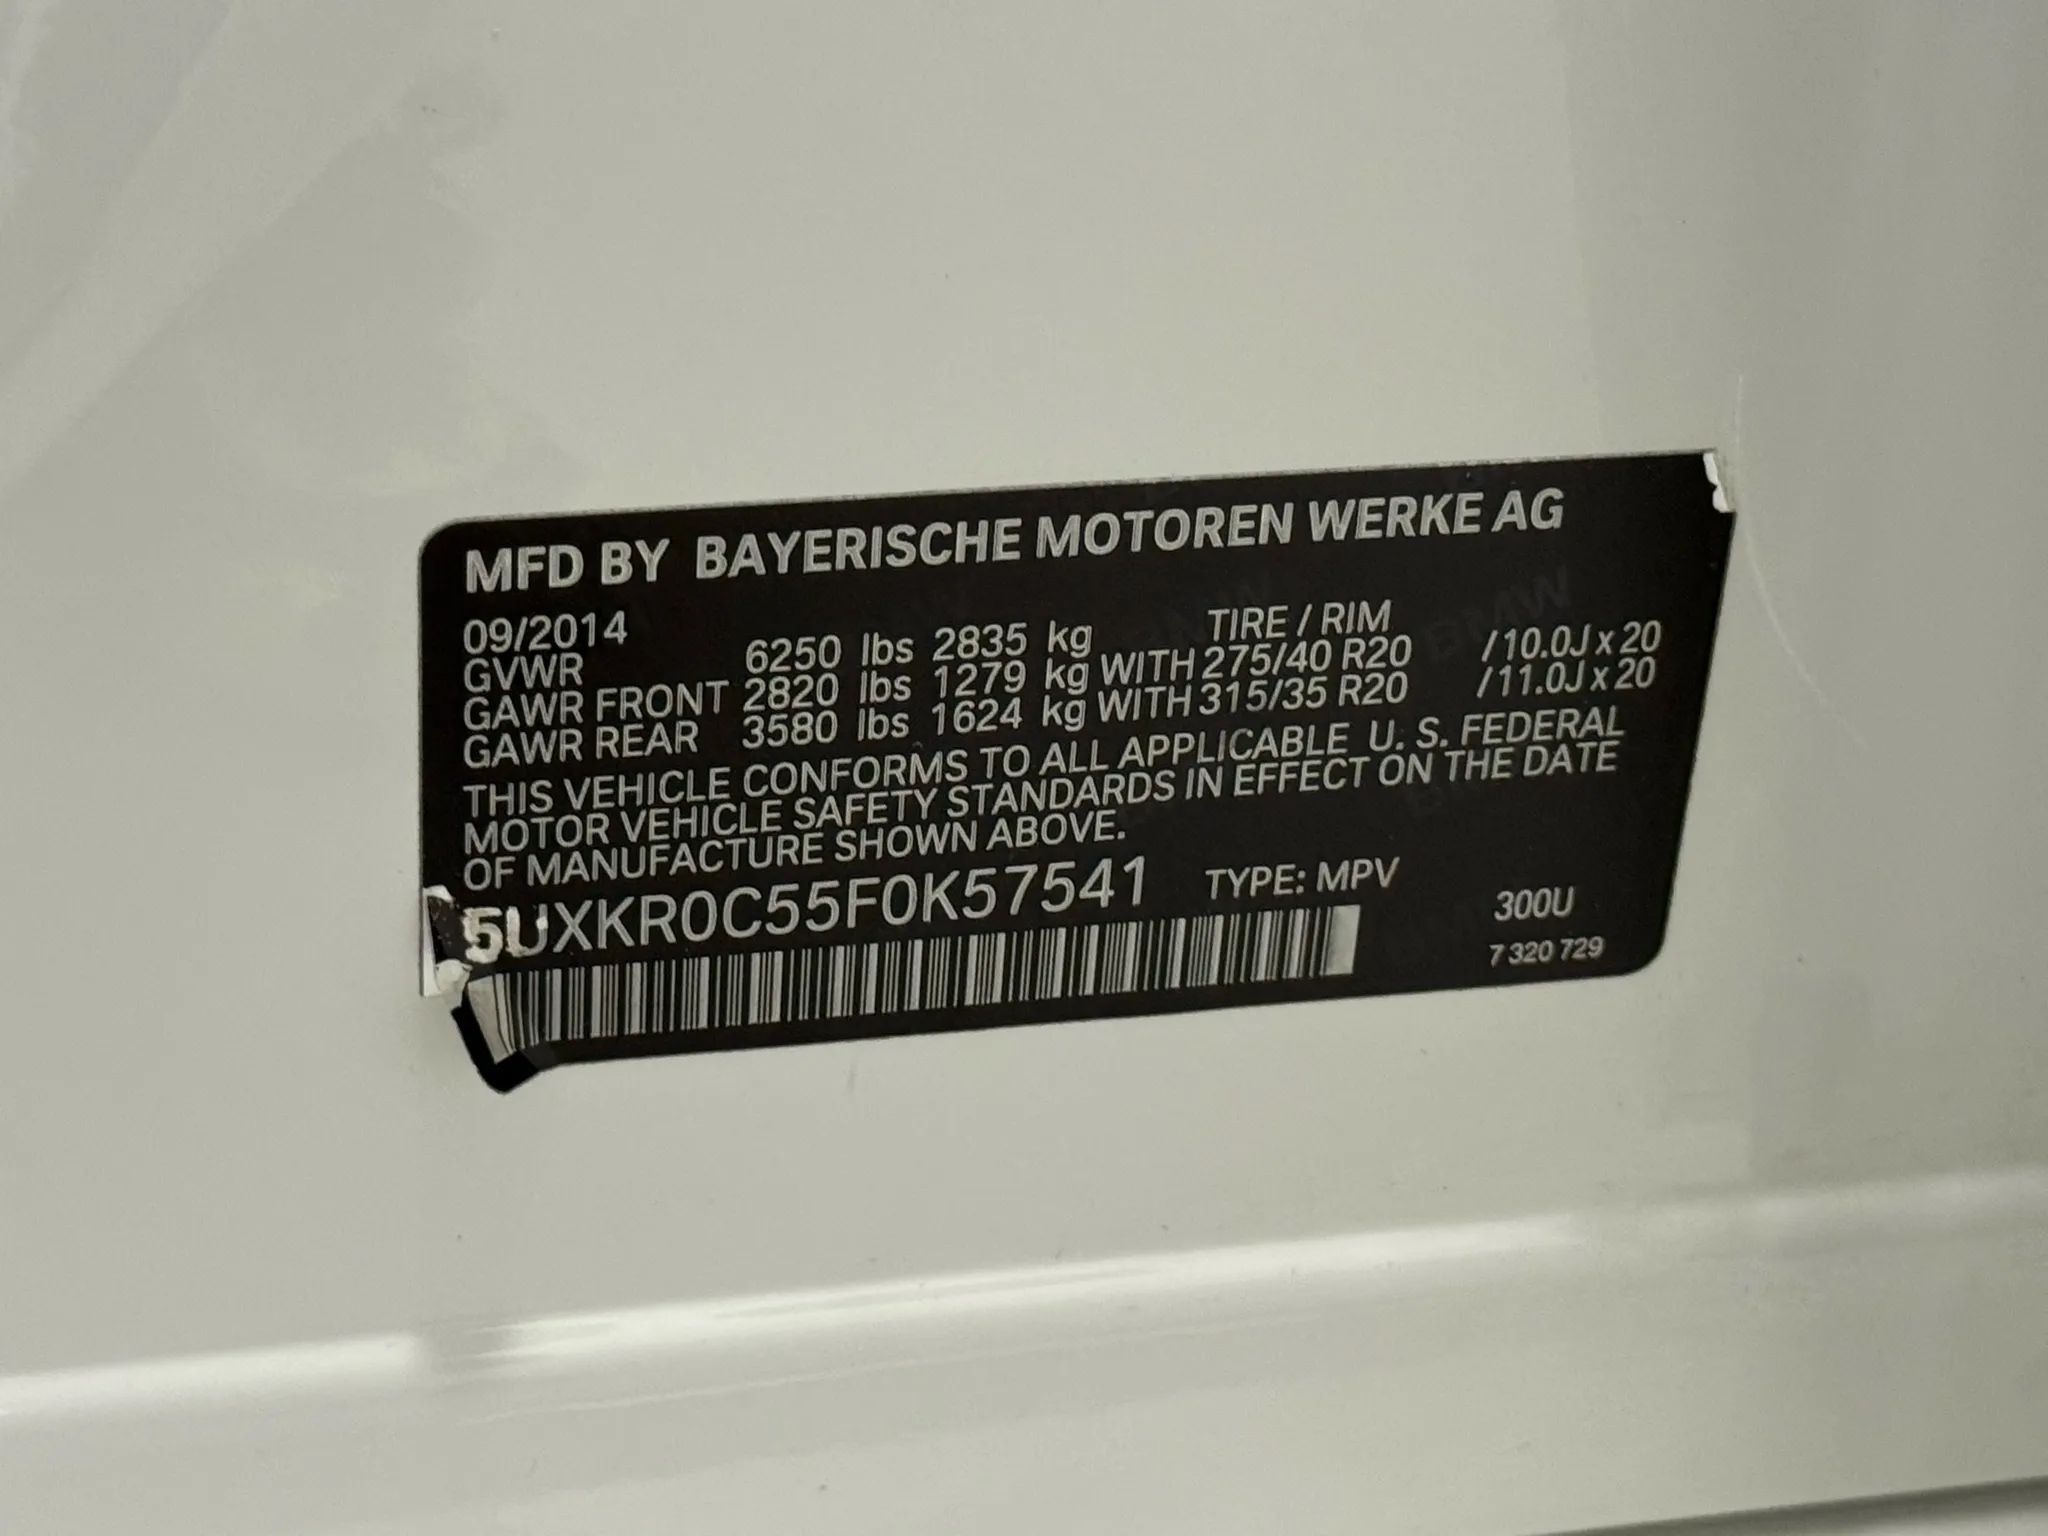 MFD BY BAYERISCHE MOTOREN WERKE AG
09/2014 TIRE / RIM
GVWR 6250 lbs 2835 kg
GAWR FRONT 2820 lbs 1279 kg WITH 275/40 R20 /10.0J x 20
GAWR REAR 3580 lbs 1624 kg WITH 315/35 R20 /11.0J x 20
THIS VEHICLE CONFORMS TO ALL APPLICABLE U. S. FEDERAL
MOTOR VEHICLE SAFETY STANDARDS IN EFFECT ON THE DATE
OF MANUFACTURE SHOWN ABOVE.
5UXKR0C55F0K57541 TYPE: MPV 300U
7 320 729